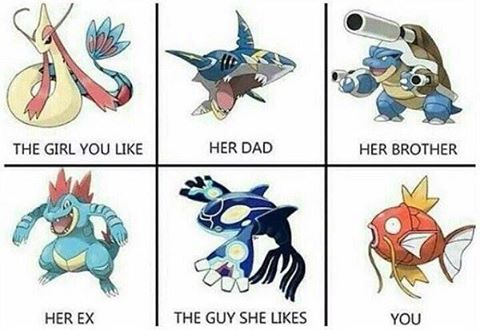 THE GIRL YOU LIKE
HER DAD
HER BROTHER
HER EX
THE GUY SHE LIKES
YOU